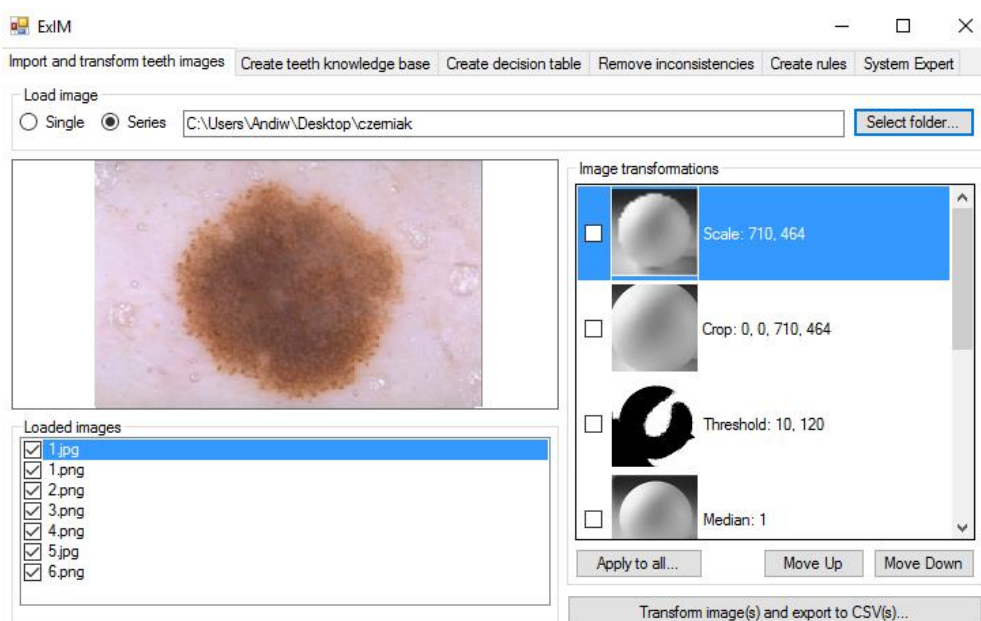 ExIM
Import and transform teeth images Create teeth knowledge base Create decision table Remove inconsistencies Create rules System Expert
Load image
Single Series C:\Users\Andiw\Desktop\czerniak Select folder...
Image transformations
Scale: 710, 464
Crop: 0, 0, 710, 464
Threshold: 10, 120
Median: 1
Loaded images
1.jpg
1.png
2.png
3.png
4.png
5.jpg
6.png
Apply to all... Move Up Move Down
Transform image(s) and export to CSV(s)...